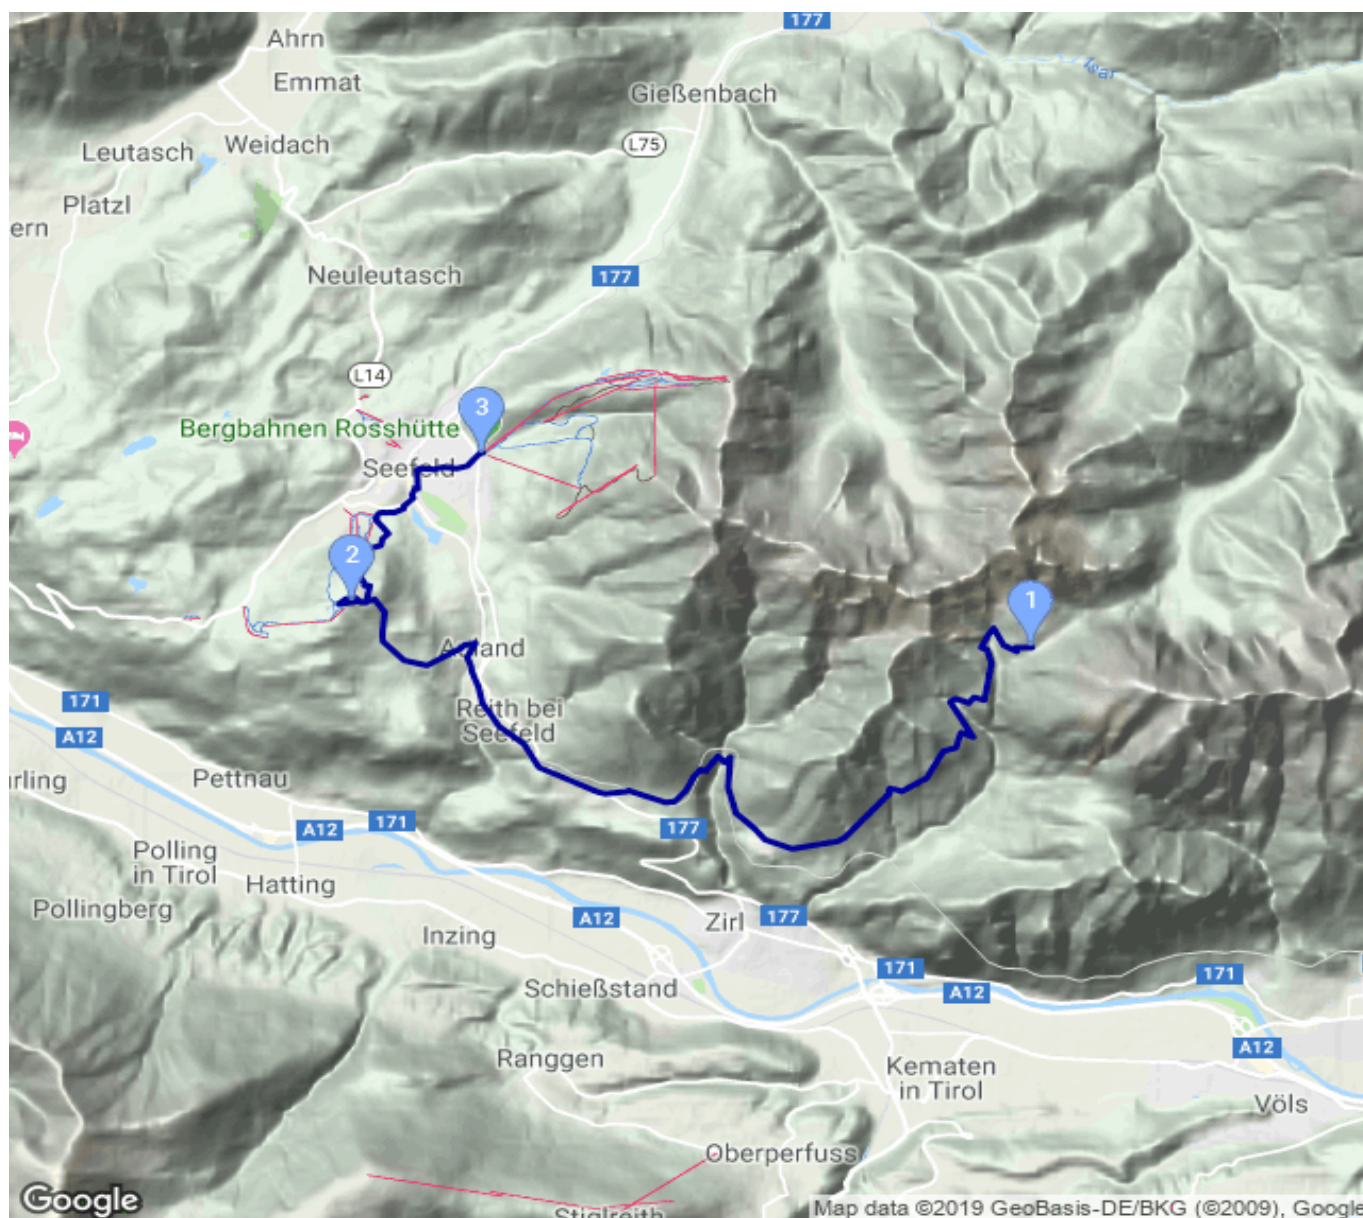 177
Ahrn
Emmat
Isar
Gießenbach
Leutasch
Weidach
L75
Platzl
ern
Neuleutasch
177
L14
3
Bergbahnen Rosshütte
Seefeld
2
1
Auland
171
Reith bei
Seefeld
A12
Pettnau
171
177
A12
Polling
in Tirol
Hatting
Pollingberg
A12
Zirl
177
Inzing
171
171
Schießstand
A12
Ranggen
A12
Kematen
in Tirol
Völs
Oberperfuss
Stiglreith
Google
Map data ©2019 GeoBasis-DE/BKG (©2009), Google